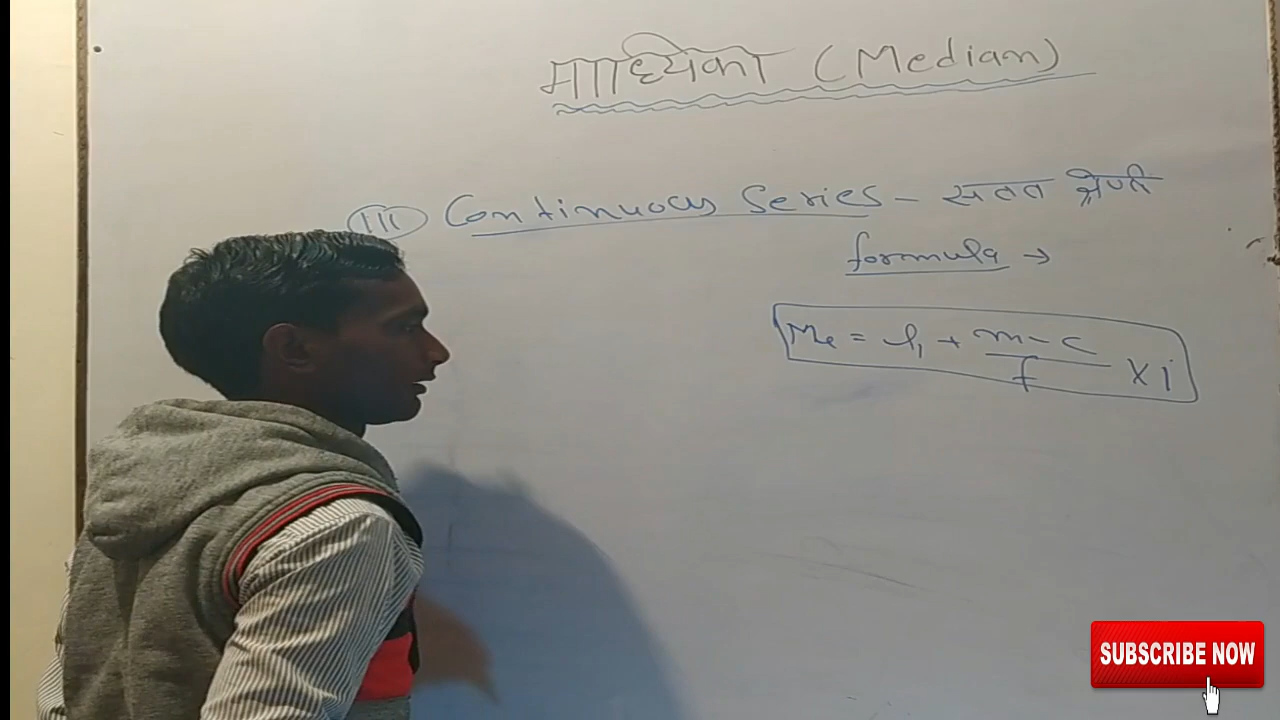 माध्यिका (Median)
III Continuous Series - सतत श्रेणी
formula →
Me = l₁ + m - c / f × i
SUBSCRIBE NOW